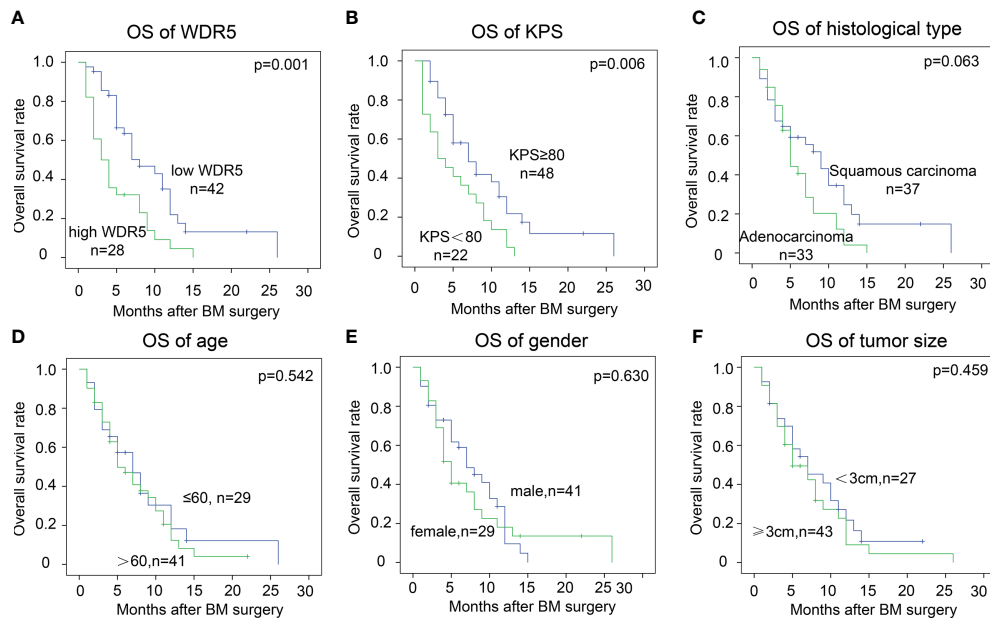 A
OS of WDR5
p=0.001
Overall survival rate
1.0
0.8
0.6
0.4
0.2
0
low WDR5
n=42
high WDR5
n=28
0 5 10 15 20 25 30
Months after BM surgery
B
OS of KPS
p=0.006
Overall survival rate
1.0
0.8
0.6
0.4
0.2
0
KPS≥80
n=48
KPS<80
n=22
0 5 10 15 20 25 30
Months after BM surgery
C
OS of histological type
p=0.063
Overall survival rate
1.0
0.8
0.6
0.4
0.2
0
Squamous carcinoma
n=37
Adenocarcinoma
n=33
0 5 10 15 20 25 30
Months after BM surgery
D
OS of age
p=0.542
Overall survival rate
1.0
0.8
0.6
0.4
0.2
0
≤60, n=29
>60,n=41
0 5 10 15 20 25 30
Months after BM surgery
E
OS of gender
p=0.630
Overall survival rate
1.0
0.8
0.6
0.4
0.2
0
male,n=41
female,n=29
0 5 10 15 20 25 30
Months after BM surgery
F
OS of tumor size
p=0.459
Overall survival rate
1.0
0.8
0.6
0.4
0.2
0
<3cm,n=27
⩾3cm,n=43
0 5 10 15 20 25 30
Months after BM surgery